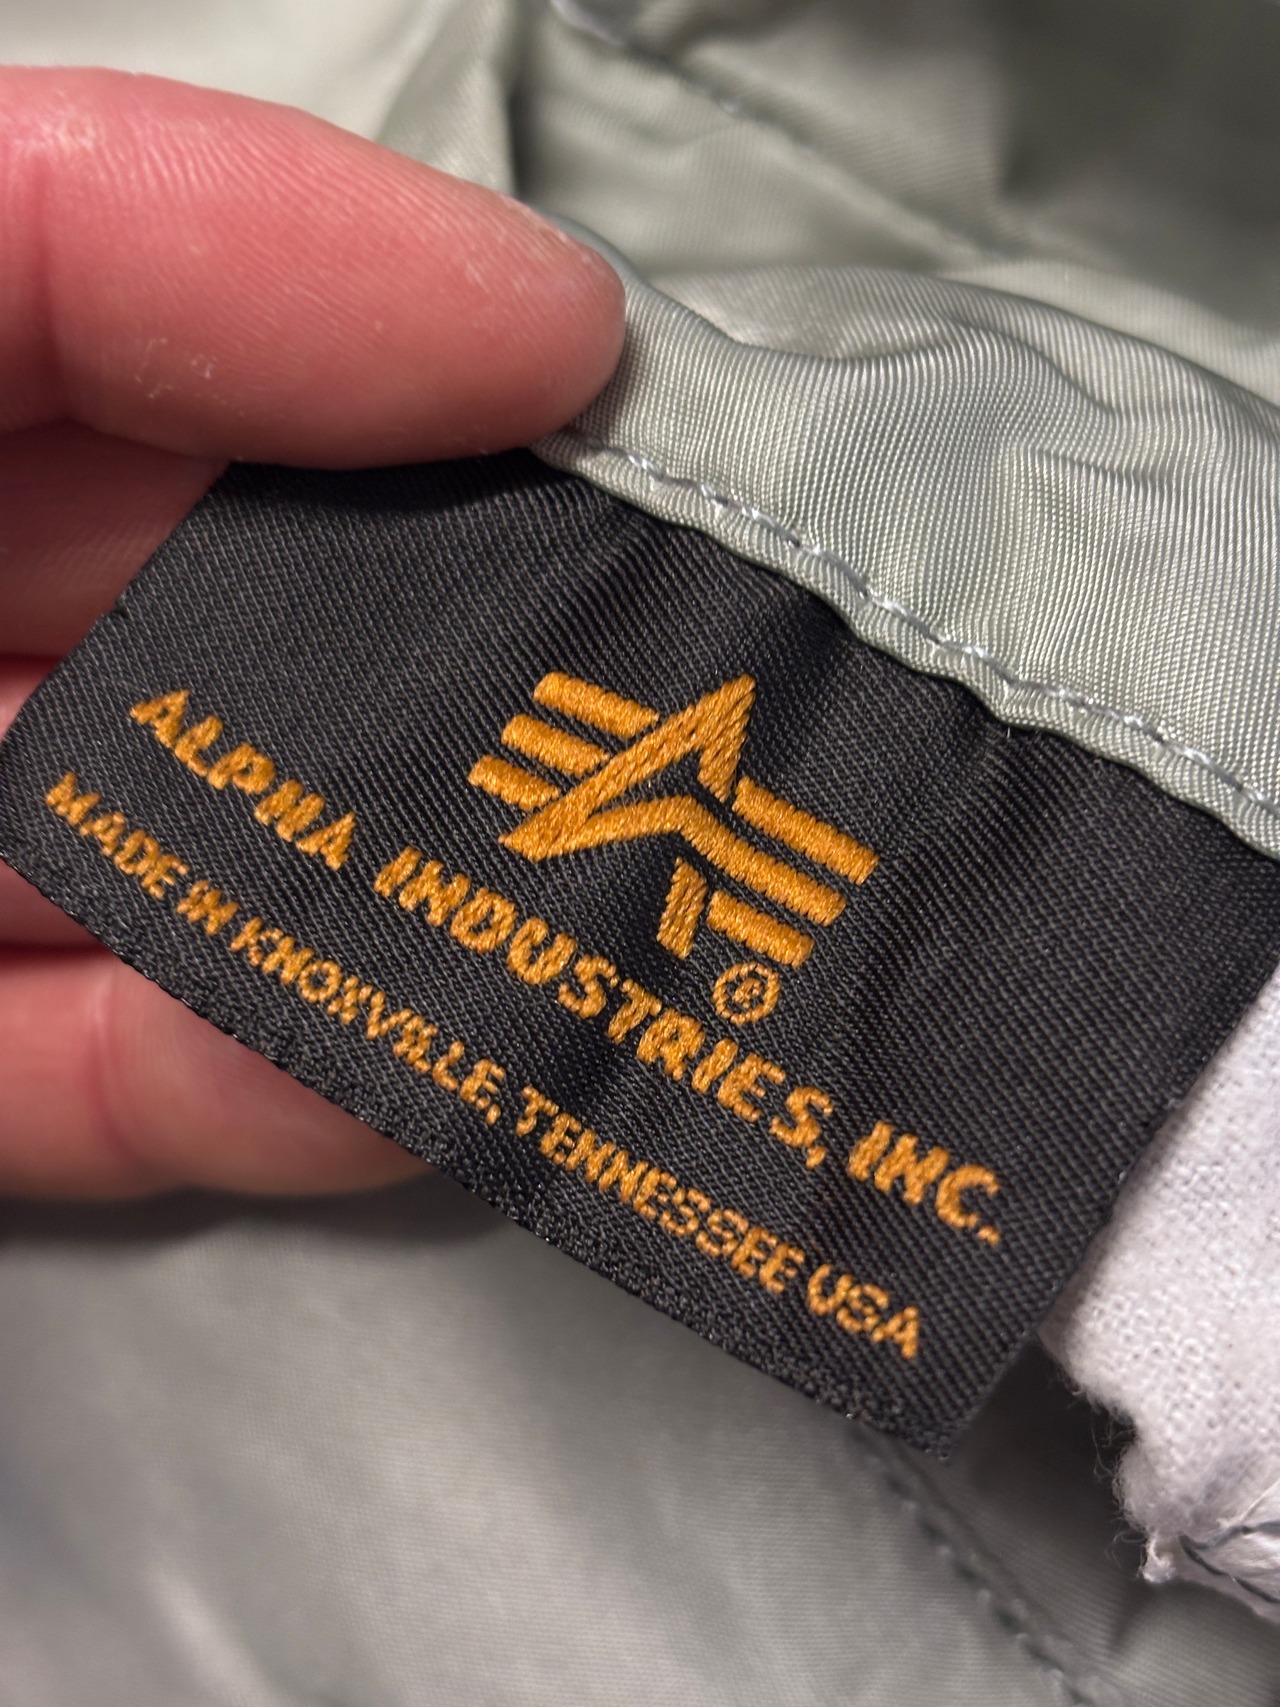 ®
ALPHA INDUSTRIES, INC.
MADE IN KNOXVILLE, TENNESSEE USA